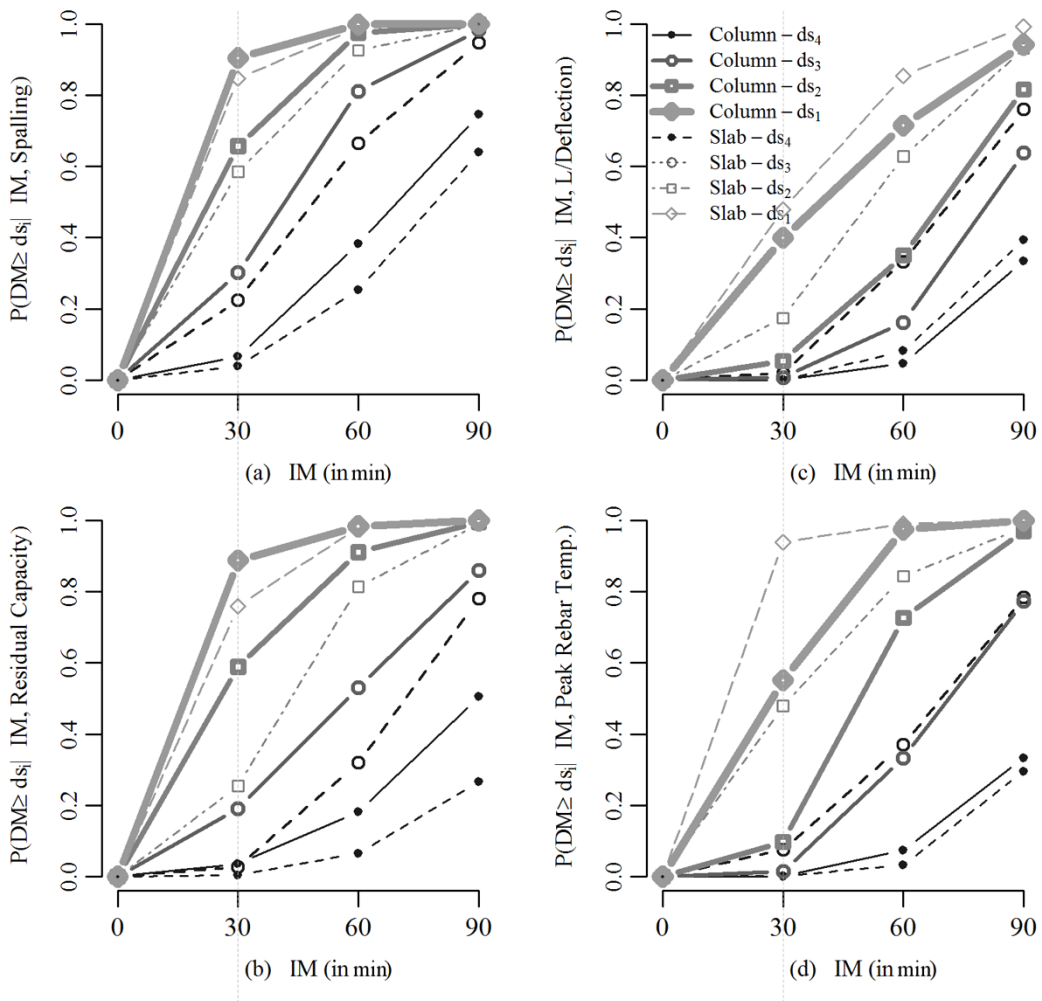 P(DM≥ ds_i| IM, Spalling)
1.0
0.8
0.6
0.4
0.2
0.0
0 30 60 90
(a) IM (in min)
P(DM≥ ds_i| IM, L/Deflection)
1.0
0.8
0.6
0.4
0.2
0.0
Column – ds₄
Column – ds₃
Column – ds₂
Column – ds₁
Slab – ds₄
Slab – ds₃
Slab – ds₂
Slab – ds₁
0 30 60 90
(c) IM (in min)
P(DM≥ ds_i| IM, Residual Capacity)
1.0
0.8
0.6
0.4
0.2
0.0
0 30 60 90
(b) IM (in min)
P(DM≥ ds_i| IM, Peak Rebar Temp.)
1.0
0.8
0.6
0.4
0.2
0.0
0 30 60 90
(d) IM (in min)